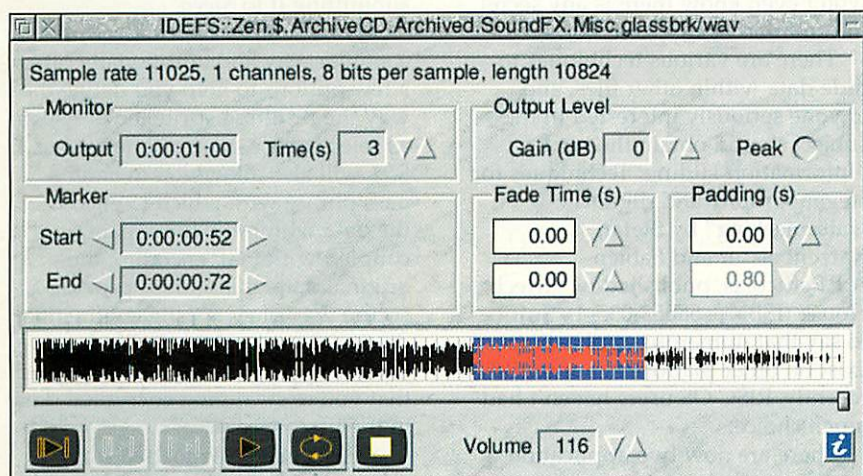 IDEFS::Zen.$.ArchiveCD.Archived.SoundFX.Misc.glassbrk/wav
Sample rate 11025, 1 channels, 8 bits per sample, length 10824
Monitor
Output 0:00:01:00 Time(s) 3
Output Level
Gain (dB) 0 Peak
Marker
Start 0:00:00:52
End 0:00:00:72
Fade Time (s)
0.00
0.00
Padding (s)
0.00
0.80
Volume 116
i